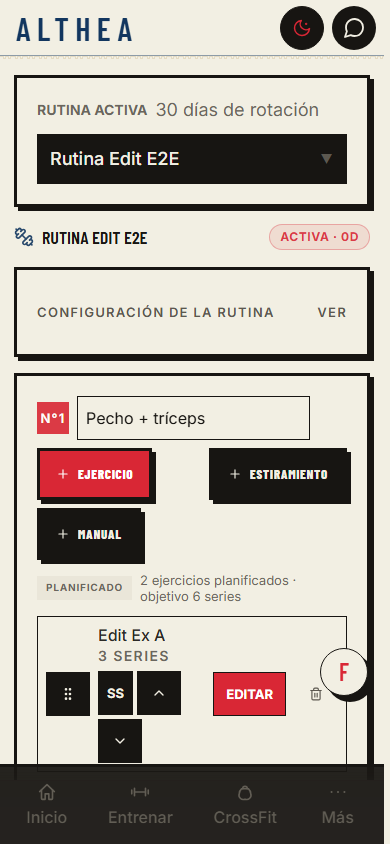 ALTHEA
RUTINA ACTIVA 30 días de rotación
Rutina Edit E2E
RUTINA EDIT E2E
ACTIVA · 0D
CONFIGURACIÓN DE LA RUTINA VER
Nº1 Pecho + tríceps
+ EJERCICIO + ESTIRAMIENTO
+ MANUAL
PLANIFICADO 2 ejercicios planificados ·
objetivo 6 series
Edit Ex A
3 SERIES
SS EDITAR
F
Inicio Entrenar CrossFit Más